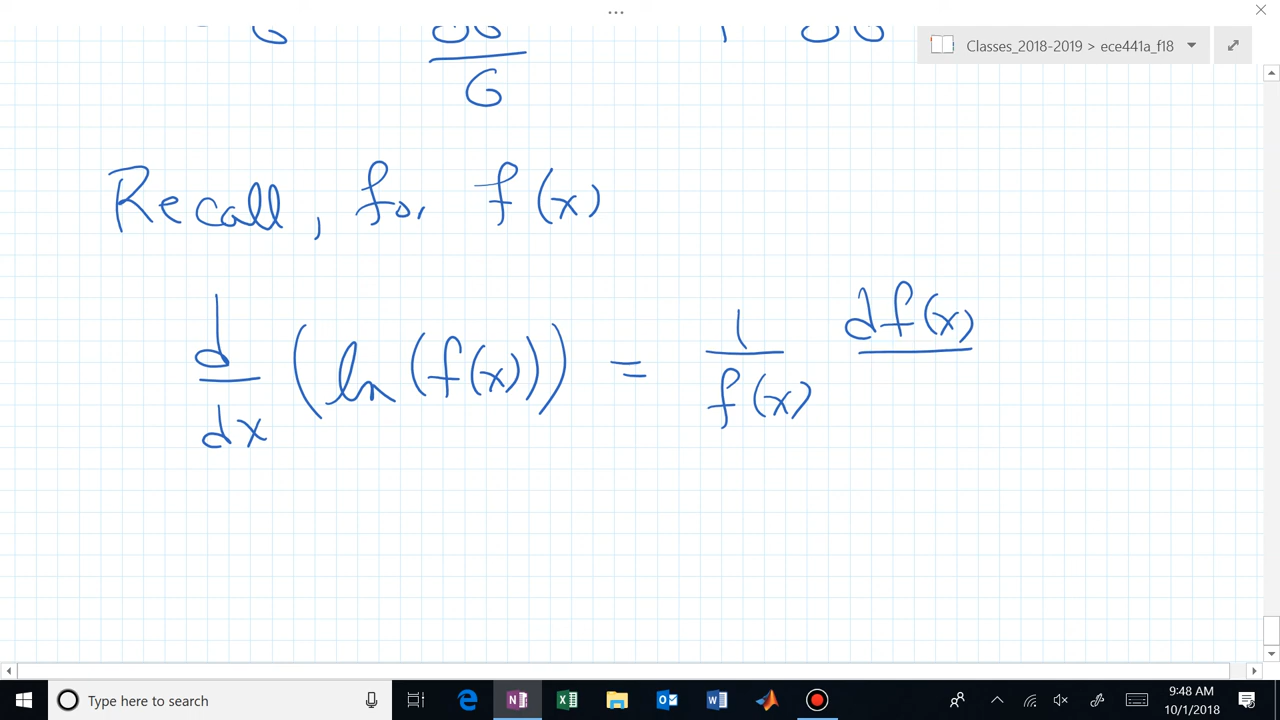 6
Recall, for f(x)
d/dx (ln(f(x))) = 1/f(x) df(x)/
Classes_2018-2019 > ece441a_f18
Type here to search
9:48 AM
10/1/2018